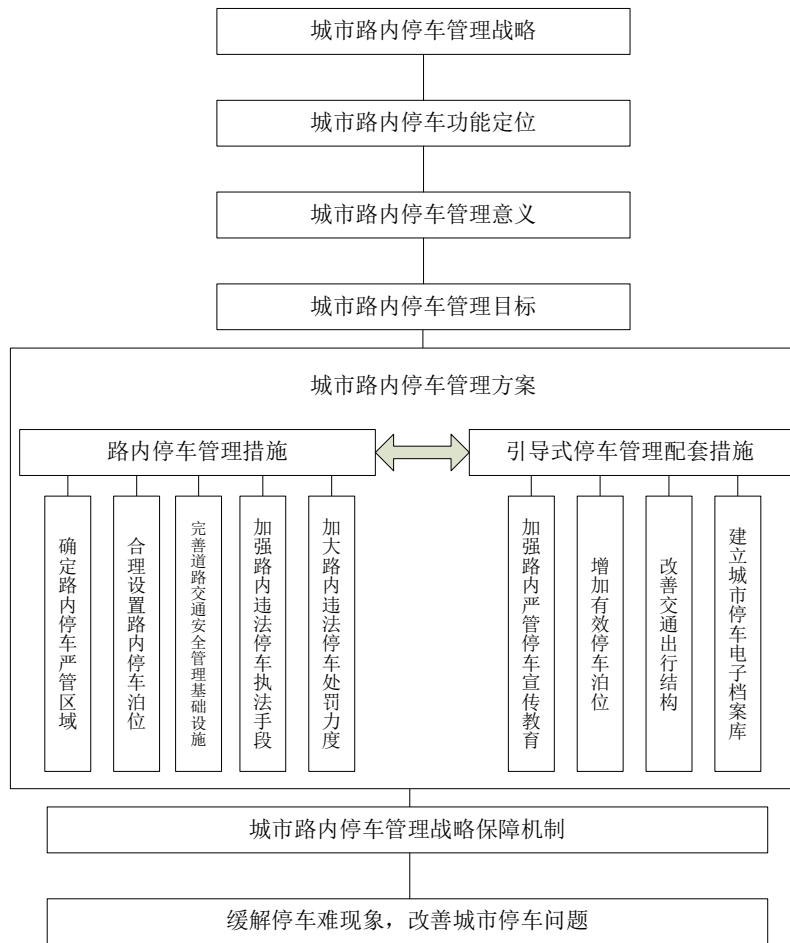 城市路内停车管理战略
城市路内停车功能定位
城市路内停车管理意义
城市路内停车管理目标
城市路内停车管理方案
路内停车管理措施
引导式停车管理配套措施
确定路内停车严管区域
合理设置路内停车泊位
完善道路交通安全管理基础设施
加强路内违法停车执法手段
加大路内违法停车处罚力度
加强路内严管停车宣传教育
增加有效停车泊位
改善交通出行结构
建立城市停车电子档案库
城市路内停车管理战略保障机制
缓解停车难现象，改善城市停车问题